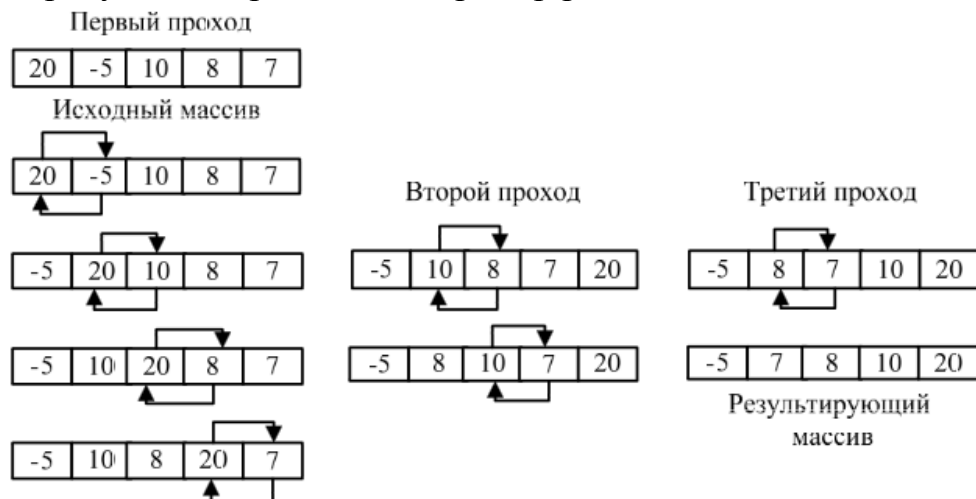 Первый проход
20 -5 10 8 7
Исходный массив
20 -5 10 8 7
-5 20 10 8 7
-5 10 20 8 7
-5 10 8 20 7
Второй проход
-5 10 8 7 20
-5 8 10 7 20
Третий проход
-5 8 7 10 20
-5 7 8 10 20
Результирующий
массив